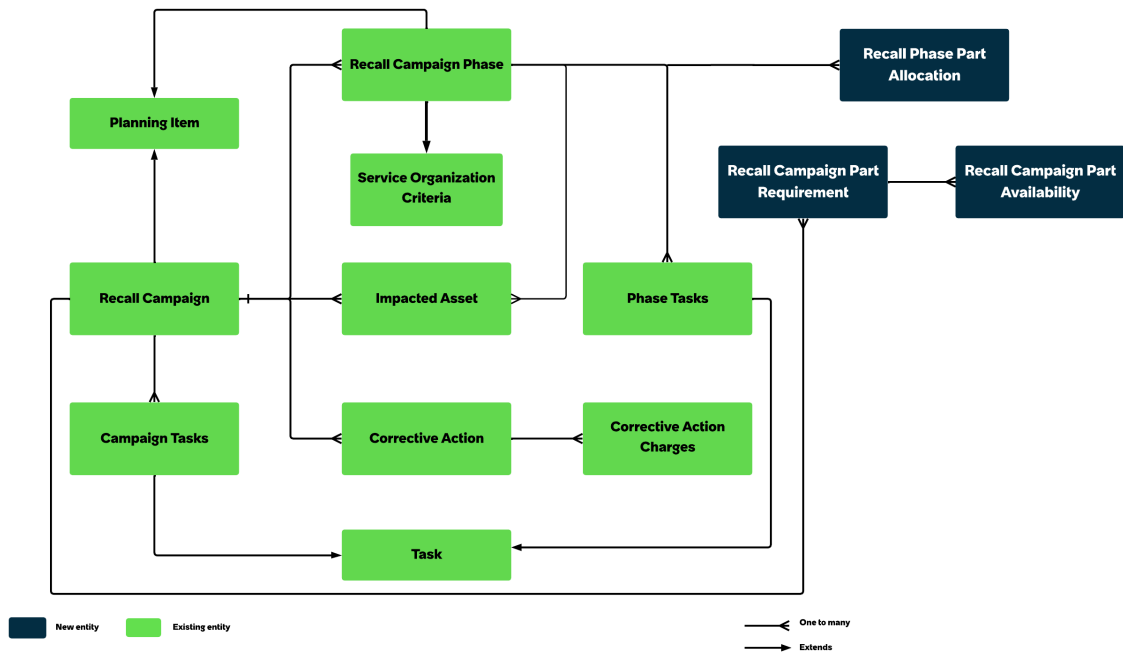 Recall Campaign Phase
Recall Phase Part
Allocation
Planning Item
Service Organization
Criteria
Recall Campaign Part
Requirement
Recall Campaign Part
Availability
Recall Campaign
Impacted Asset
Phase Tasks
Campaign Tasks
Corrective Action
Corrective Action
Charges
Task
New entity
Existing entity
One to many
Extends